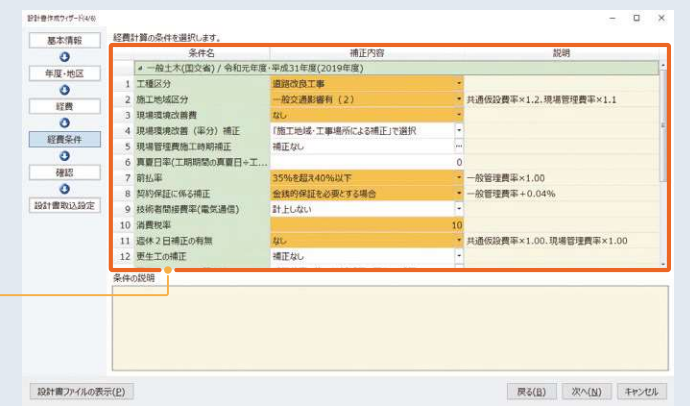 設計書作成ウィザード(4/6)
基本情報
年度・地区
経費
経費条件
確認
設計書取込設定
経費計算の条件を選択します。
条件名 補正内容 説明
一般土木(国交省) / 令和元年度・平成31年度(2019年度)
1 工種区分 道路改良工事
2 施工地域区分 一般交通影響有（2） 共通仮設費率×1.2,現場管理費率×1.1
3 現場環境改善費 なし
4 現場環境改善（率分）補正 「施工地域・工事場所による補正」で選択
5 現場管理費施工時期補正 補正なし ...
6 真夏日率(工期期間の真夏日÷工... 0
7 前払率 35%を超え40%以下 一般管理費率×1.00
8 契約保証に係る補正 金銭的保証を必要とする場合 一般管理費率+0.04%
9 技術者間接費率(電気通信) 計上しない
10 消費税率 10
11 週休2日補正の有無 なし 共通仮設費率×1.00,現場管理費率×1.00
12 更生工の補正 補正なし
条件の説明
設計書ファイルの表示(P) 戻る(B) 次へ(N) キャンセル